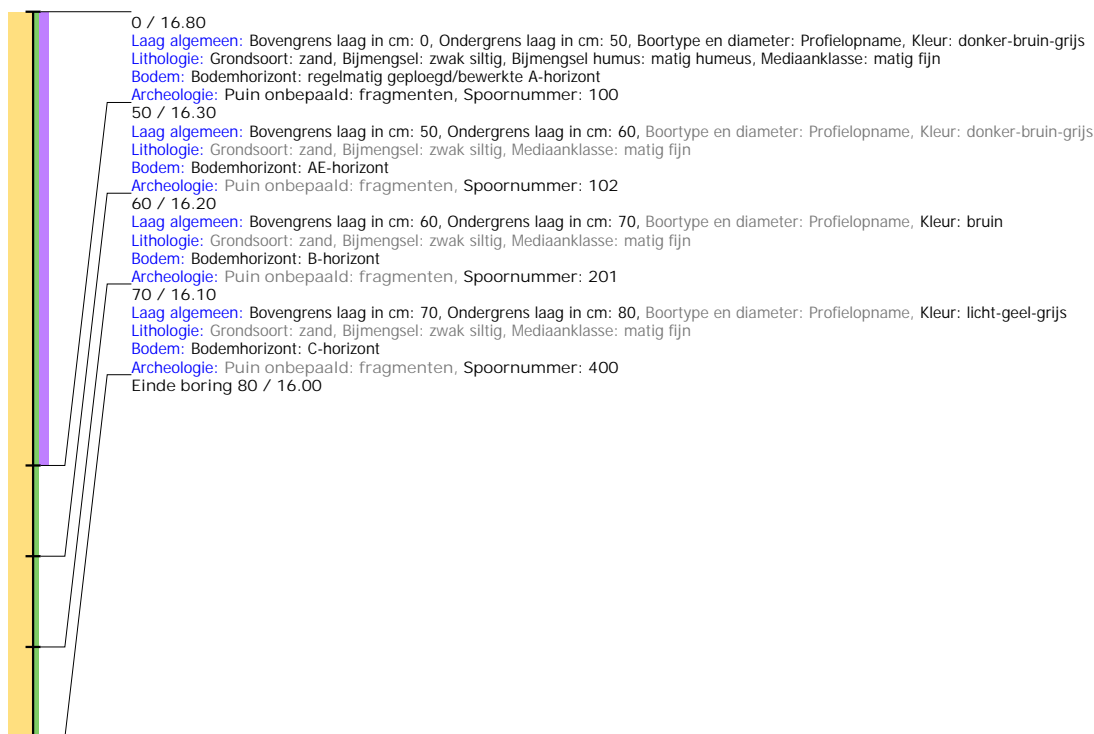 0 / 16.80
Laag algemeen: Bovengrens laag in cm: 0, Ondergrens laag in cm: 50, Boortype en diameter: Profielopname, Kleur: donker-bruin-grijs
Lithologie: Grondsoort: zand, Bijmengsel: zwak siltig, Bijmengsel humus: matig humeus, Mediaanklasse: matig fijn
Bodem: Bodemhorizont: regelmatig geploegd/bewerkte A-horizont
Archeologie: Puin onbepaald: fragmenten, Spoornummer: 100
50 / 16.30
Laag algemeen: Bovengrens laag in cm: 50, Ondergrens laag in cm: 60, Boortype en diameter: Profielopname, Kleur: donker-bruin-grijs
Lithologie: Grondsoort: zand, Bijmengsel: zwak siltig, Mediaanklasse: matig fijn
Bodem: Bodemhorizont: AE-horizont
Archeologie: Puin onbepaald: fragmenten, Spoornummer: 102
60 / 16.20
Laag algemeen: Bovengrens laag in cm: 60, Ondergrens laag in cm: 70, Boortype en diameter: Profielopname, Kleur: bruin
Lithologie: Grondsoort: zand, Bijmengsel: zwak siltig, Mediaanklasse: matig fijn
Bodem: Bodemhorizont: B-horizont
Archeologie: Puin onbepaald: fragmenten, Spoornummer: 201
70 / 16.10
Laag algemeen: Bovengrens laag in cm: 70, Ondergrens laag in cm: 80, Boortype en diameter: Profielopname, Kleur: licht-geel-grijs
Lithologie: Grondsoort: zand, Bijmengsel: zwak siltig, Mediaanklasse: matig fijn
Bodem: Bodemhorizont: C-horizont
Archeologie: Puin onbepaald: fragmenten, Spoornummer: 400
Einde boring 80 / 16.00